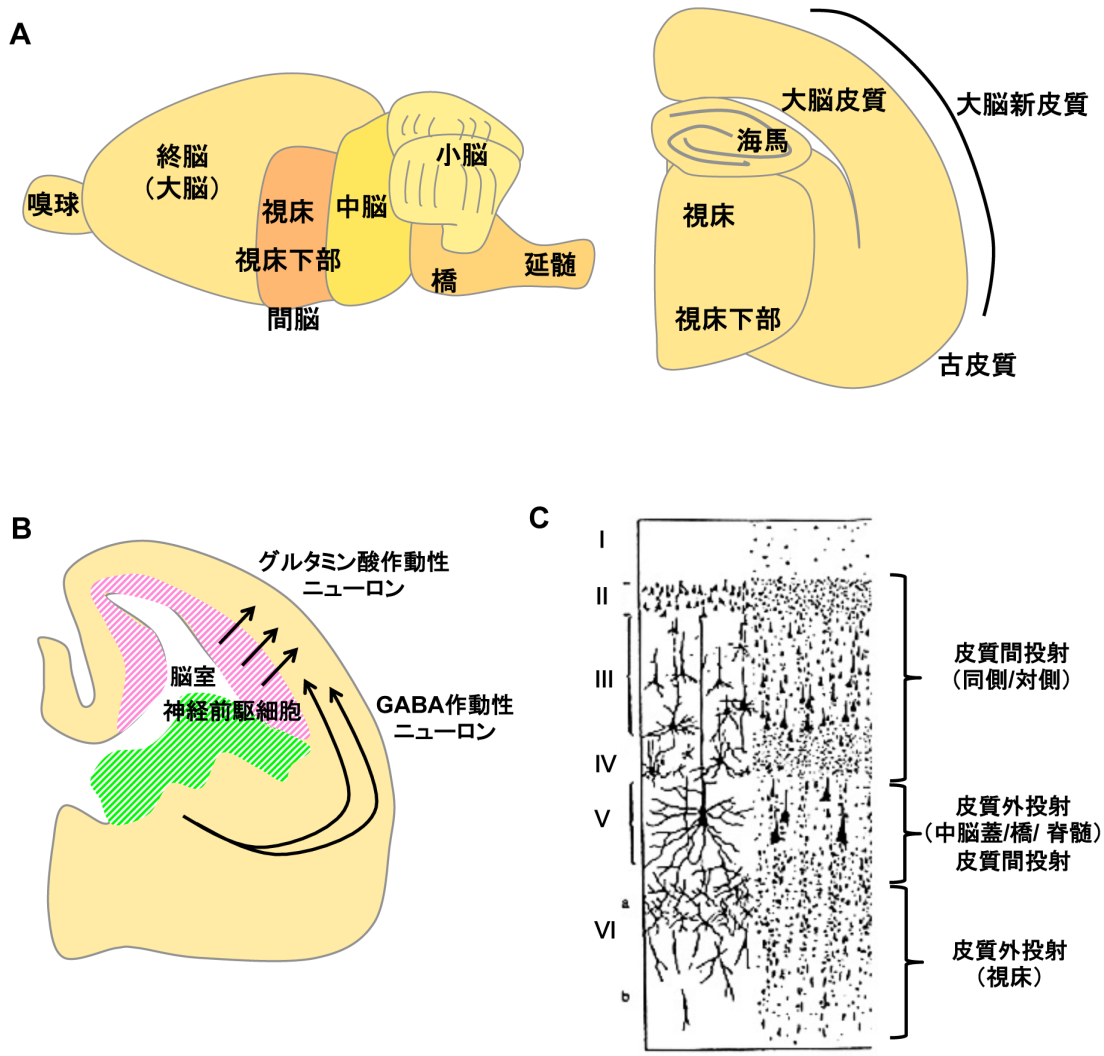 A
嗅球
終脳
（大脳）
視床
視床下部
間脳
中脳
小脳
橋
延髄
大脳皮質
大脳新皮質
海馬
視床
視床下部
古皮質
B
グルタミン酸作動性
ニューロン
脳室
神経前駆細胞
GABA作動性
ニューロン
C
I
II
III
IV
V
a
VI
b
皮質間投射
（同側/対側）
皮質外投射
（中脳蓋/橋/ 脊髄）
皮質間投射
皮質外投射
（視床）